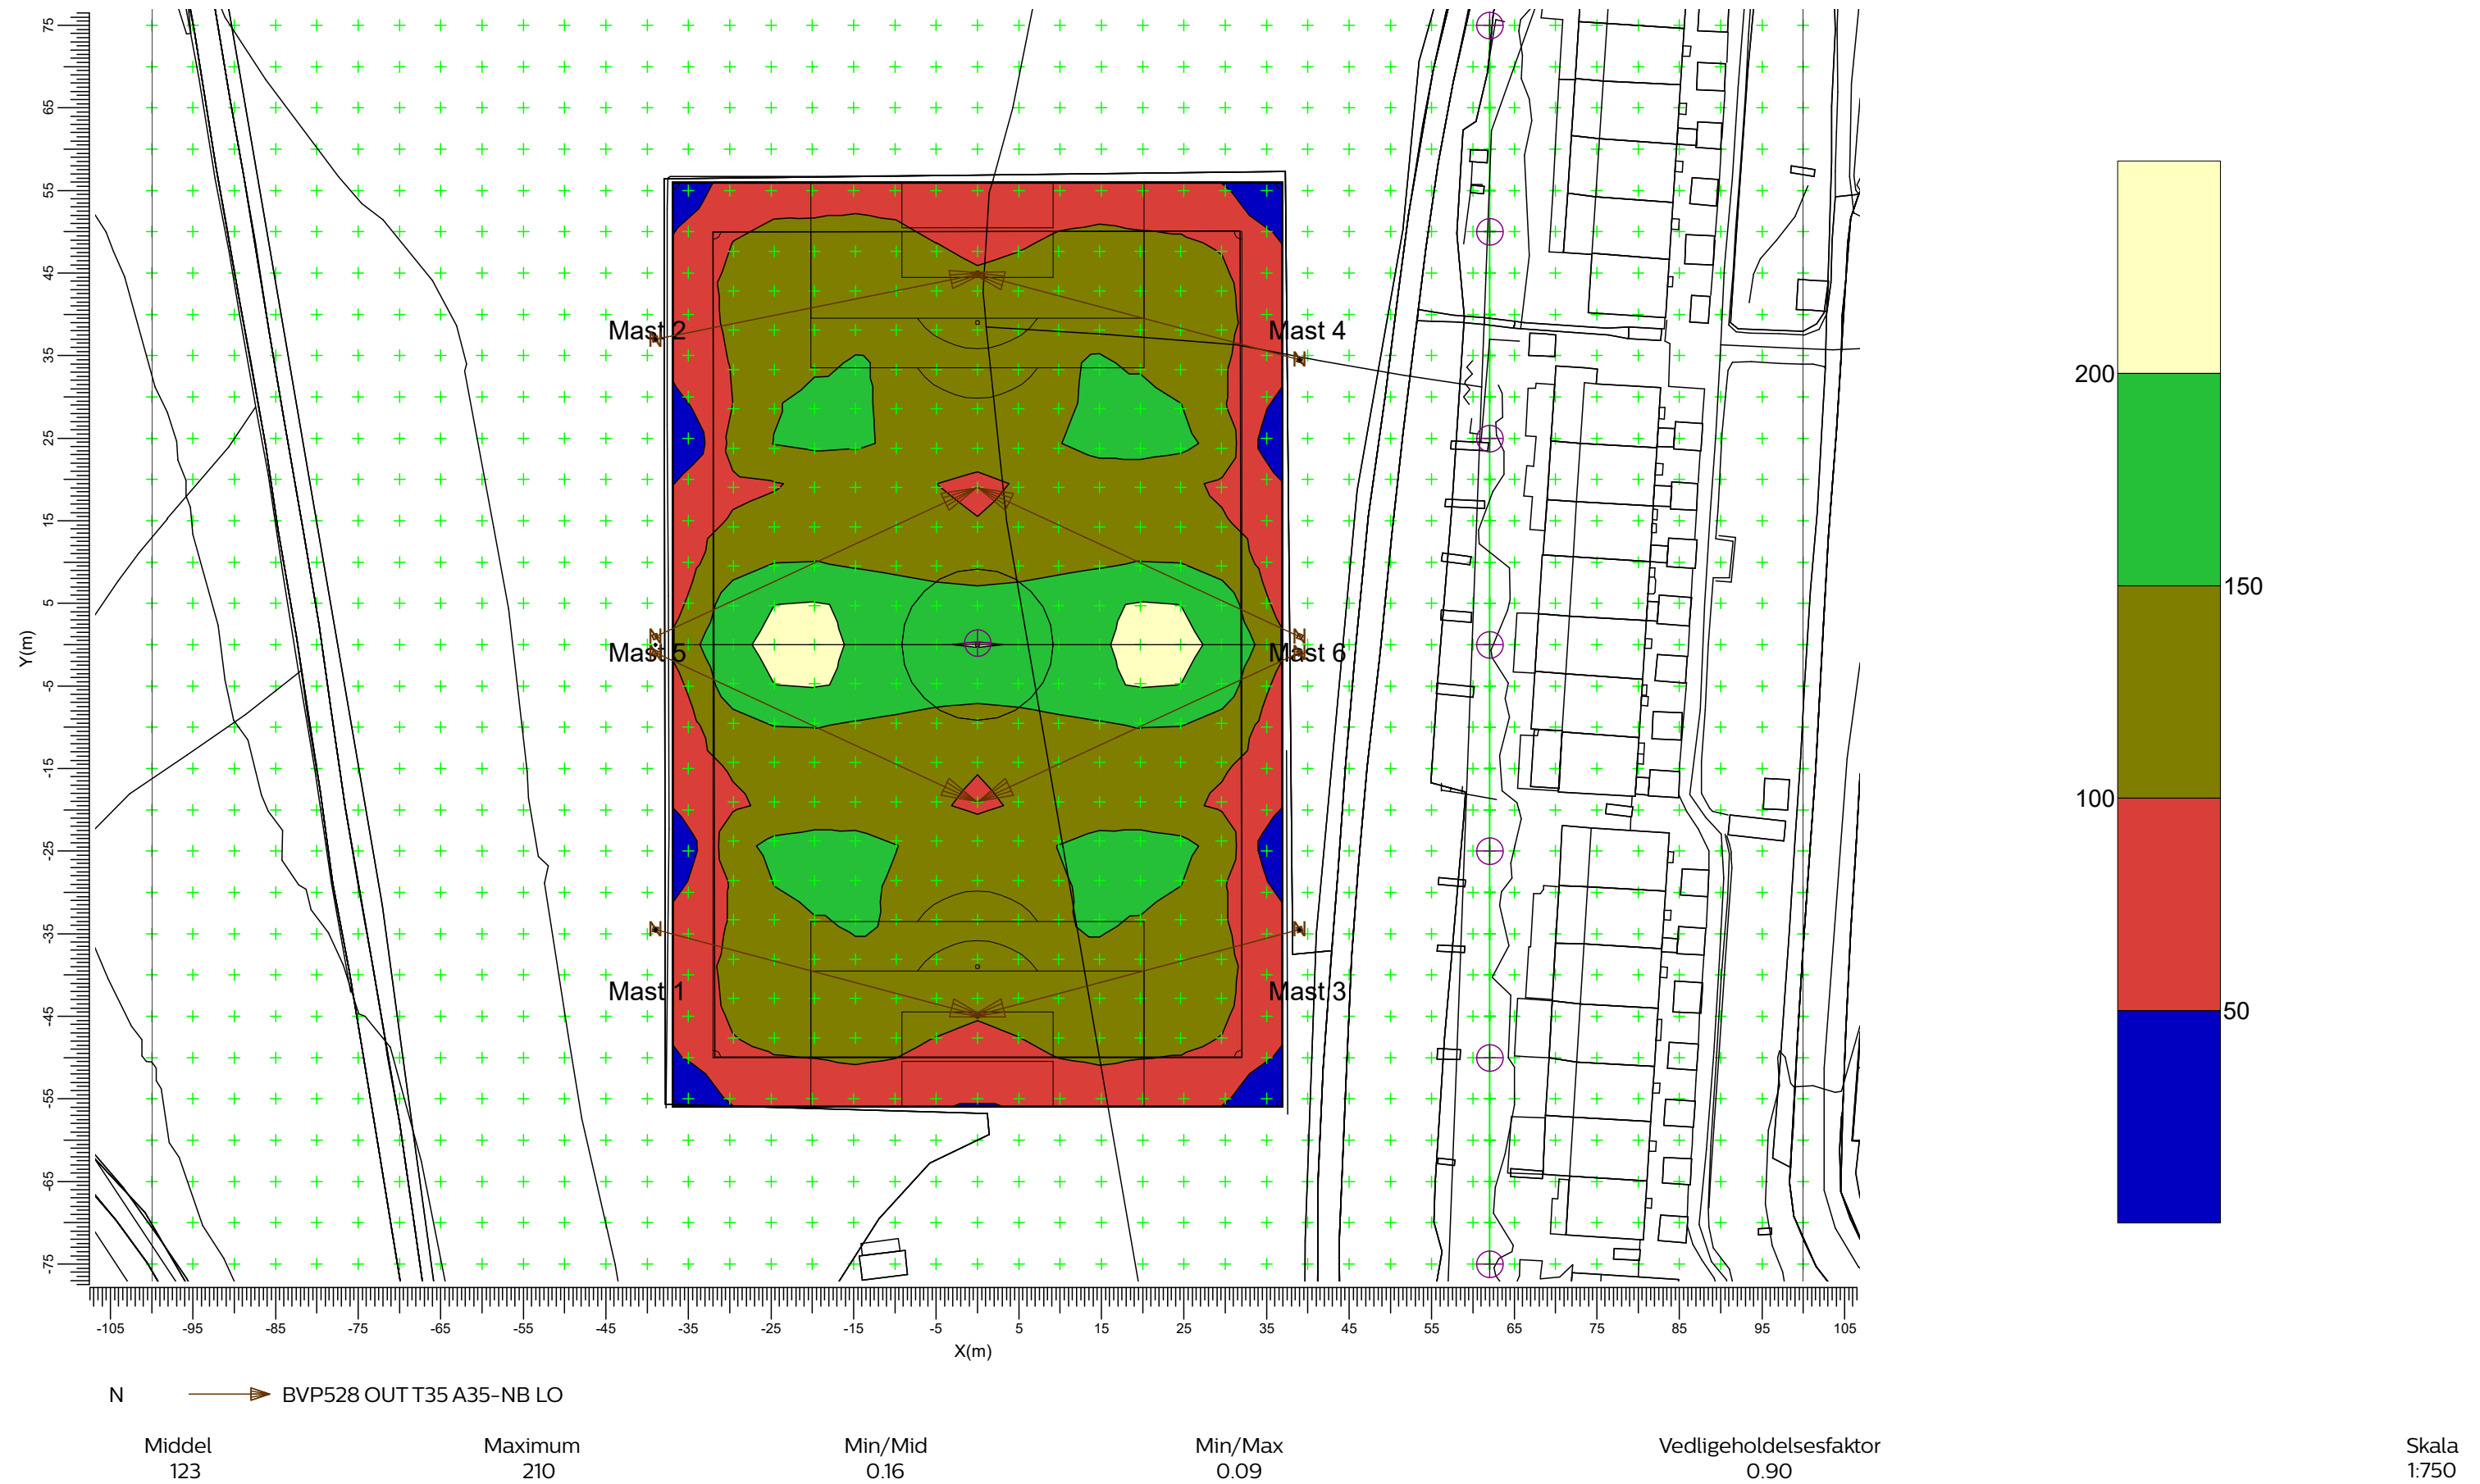 75
65
55
45
35
25
15
5
-5
-15
-25
-35
-45
-55
-65
-75
Y(m)
Mast 2
Mast 4
Mast 5
Mast 6
Mast 1
Mast 3
N
N
N
N
N
N
N
N
200
150
100
50
-105 -95 -85 -75 -65 -55 -45 -35 -25 -15 -5 5 15 25 35 45 55 65 75 85 95 105
X(m)
N BVP528 OUT T35 A35-NB LO
Middel Maximum Min/Mid Min/Max Vedligeholdelsesfaktor Skala
123 210 0.16 0.09 0.90 1:750